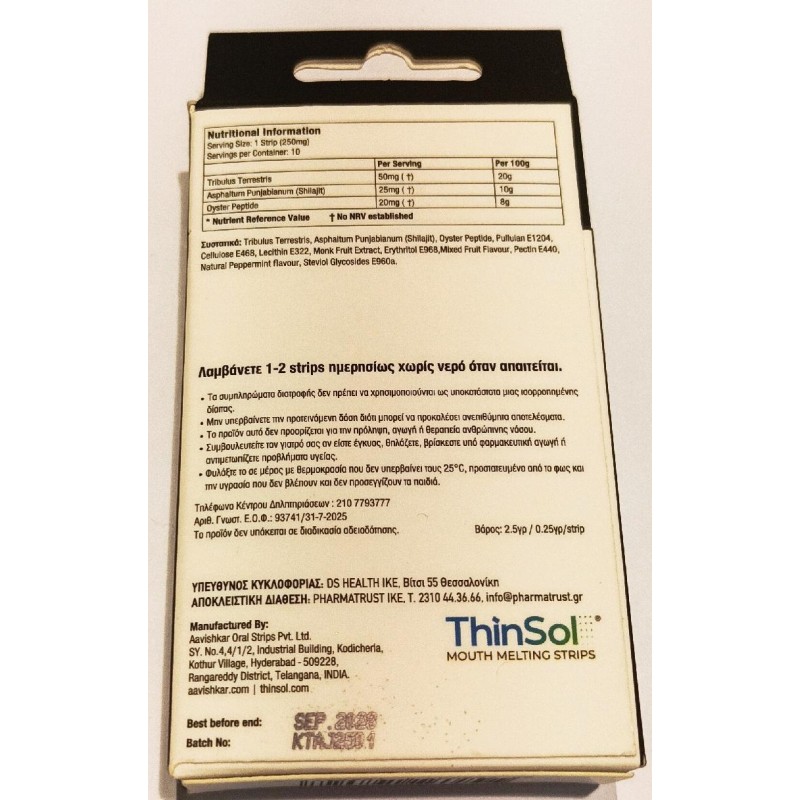 Nutritional Information
Serving Size: 1 Strip (250mg)
Servings per Container: 10
Per Serving Per 100g
Tribulus Terrestris 50mg ( †) 20g
Asphaltum Punjabianum (Shilajit) 25mg ( †) 10g
Oyster Peptide 20mg ( †) 8g
* Nutrient Reference Value † No NRV established
Συστατικά: Tribulus Terrestris, Asphaltum Punjabianum (Shilajit), Oyster Peptide, Pullulan E1204,
Cellulose E468, Lecithin E322, Monk Fruit Extract, Erythritol E968,Mixed Fruit Flavour, Pectin E440,
Natural Peppermint flavour, Steviol Glycosides E960a.
Λαμβάνετε 1-2 strips ημερησίως χωρίς νερό όταν απαιτείται.
• Τα συμπληρώματα διατροφής δεν πρέπει να χρησιμοποιούνται ως υποκατάστατο μιας ισορροπημένης
δίαιτας.
• Μην υπερβαίνετε την προτεινόμενη δόση διότι μπορεί να προκαλέσει ανεπιθύμητα αποτελέσματα.
• Το προϊόν αυτό δεν προορίζεται για την πρόληψη, αγωγή ή θεραπεία ανθρώπινης νόσου.
• Συμβουλευτείτε τον γιατρό σας αν είστε έγκυος, θηλάζετε, βρίσκεστε υπό φαρμακευτική αγωγή ή
αντιμετωπίζετε προβλήματα υγείας.
• Φυλάξτε το σε μέρος με θερμοκρασία που δεν υπερβαίνει τους 25°C, προστατευμένο από το φως και
την υγρασία που δεν βλέπουν και δεν προσεγγίζουν τα παιδιά.
Τηλέφωνο Κέντρου Δηλητηριάσεων : 210 7793777
Αριθ. Γνωστ. Ε.Ο.Φ.: 93741/31-7-2025
Το προϊόν δεν υπόκειται σε διαδικασία αδειοδότησης. Βάρος: 2.5γρ / 0.25γρ/strip
ΥΠΕΥΘΥΝΟΣ ΚΥΚΛΟΦΟΡΙΑΣ: DS HEALTH IKE, Βίτσι 55 Θεσσαλονίκη
ΑΠΟΚΛΕΙΣΤΙΚΗ ΔΙΑΘΕΣΗ: PHARMATRUST IKE, Τ. 2310 44.36.66, info@pharmatrust.gr
Manufactured By:
Aavishkar Oral Strips Pvt. Ltd.
SY. No.4,4/1/2, Industrial Building, Kodicherla,
Kothur Village, Hyderabad - 509228,
Rangareddy District, Telangana, INDIA.
aavishkar.com | thinsol.com
ThinSol®
MOUTH MELTING STRIPS
Best before end: SEP.2028
Batch No: KTAJ2501